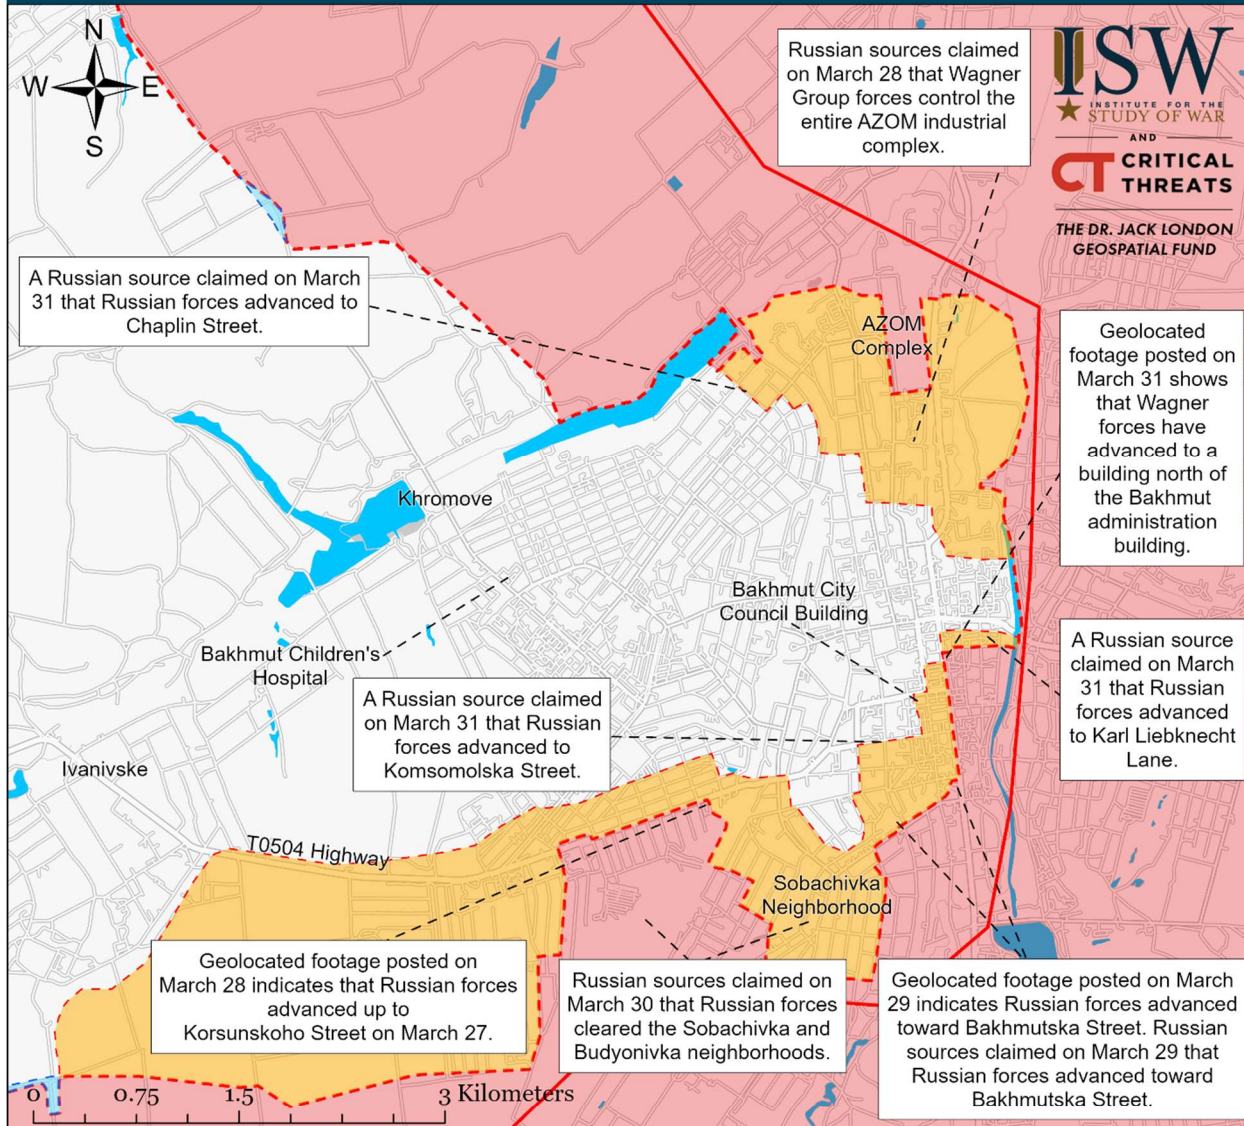 N
W E
S
Russian sources claimed
on March 28 that Wagner
Group forces control the
entire AZOM industrial
complex.
ISW
INSTITUTE FOR THE
STUDY OF WAR
AND
CT CRITICAL
THREATS
THE DR. JACK LONDON
GEOSPATIAL FUND
A Russian source claimed on March
31 that Russian forces advanced to
Chaplin Street.
AZOM
Complex
Geolocated
footage posted on
March 31 shows
that Wagner
forces have
advanced to a
building north of
the Bakhmut
administration
building.
Khromove
Bakhmut City
Council Building
Bakhmut Children's
Hospital
A Russian source
claimed on March
31 that Russian
forces advanced
to Karl Liebknecht
Lane.
A Russian source claimed
on March 31 that Russian
forces advanced to
Komsomolska Street.
Ivanivske
T0504 Highway
Sobachivka
Neighborhood
Geolocated footage posted on
March 28 indicates that Russian forces
advanced up to
Korsunskoho Street on March 27.
Russian sources claimed on
March 30 that Russian forces
cleared the Sobachivka and
Budyonivka neighborhoods.
Geolocated footage posted on March
29 indicates Russian forces advanced
toward Bakhmutska Street. Russian
sources claimed on March 29 that
Russian forces advanced toward
Bakhmutska Street.
0 0.75 1.5 3 Kilometers